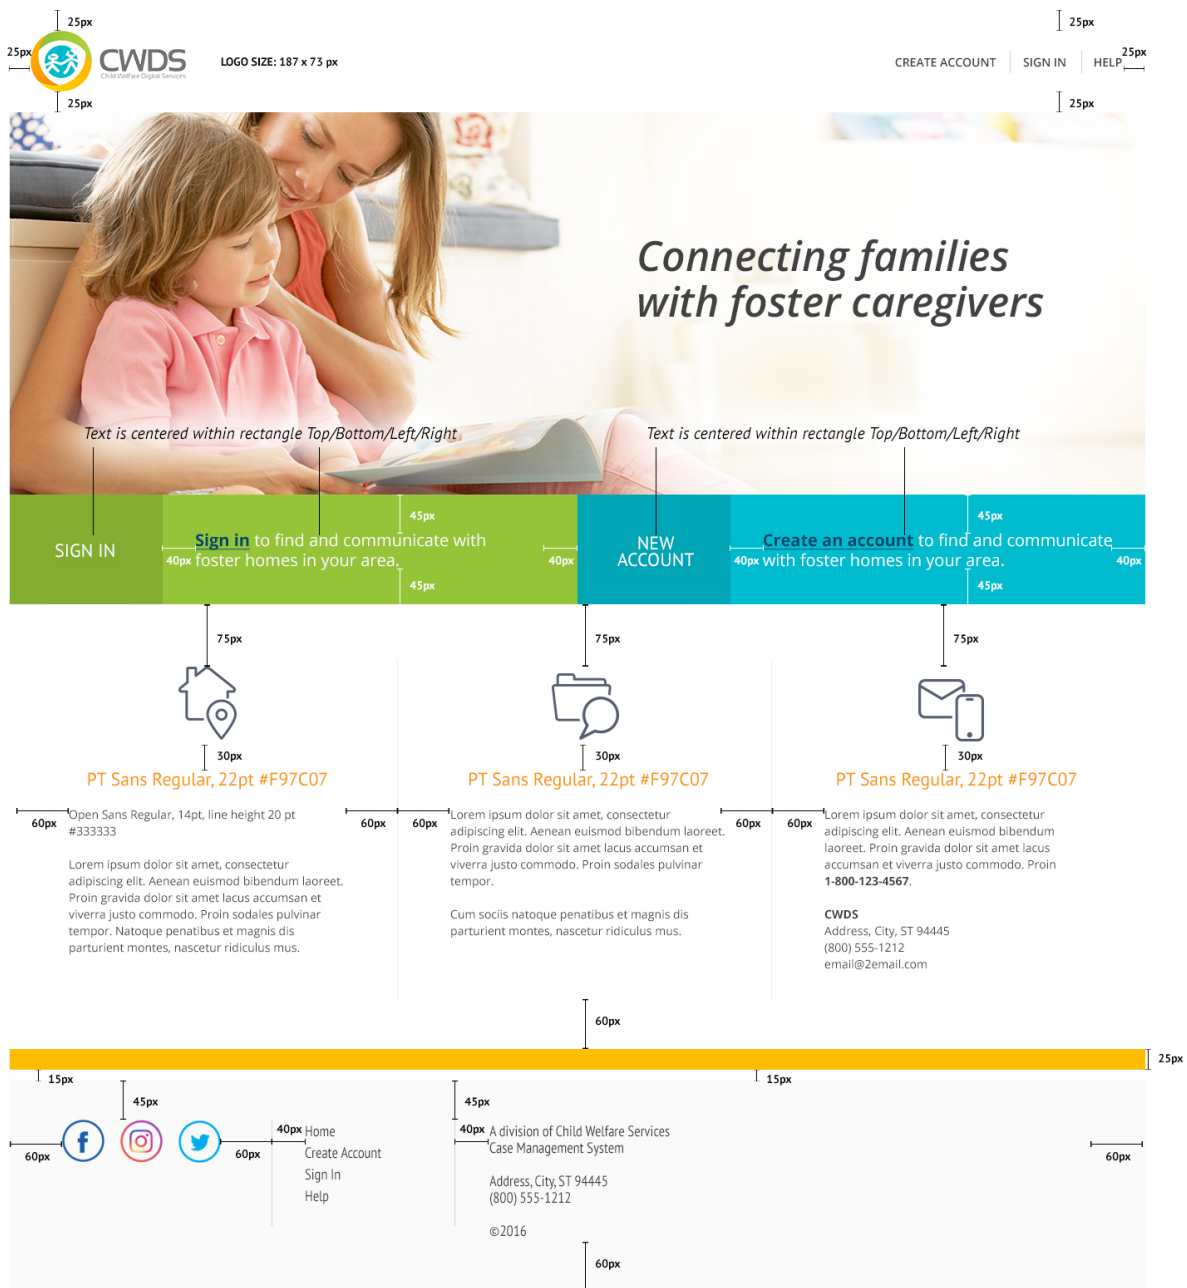 25px
25px
25px
25px
CWDS
Child Welfare Digital Services
LOGO SIZE: 187 x 73 px
CREATE ACCOUNT
SIGN IN
HELP
25px
25px
Connecting families
with foster caregivers
Text is centered within rectangle Top/Bottom/Left/Right
Text is centered within rectangle Top/Bottom/Left/Right
SIGN IN
45px
40px
Sign in to find and communicate with
foster homes in your area.
40px
45px
NEW
ACCOUNT
45px
40px
Create an account to find and communicate
with foster homes in your area.
40px
45px
75px
75px
75px
30px
30px
30px
PT Sans Regular, 22pt #F97C07
PT Sans Regular, 22pt #F97C07
PT Sans Regular, 22pt #F97C07
60px
Open Sans Regular, 14pt, line height 20 pt
#333333
Lorem ipsum dolor sit amet, consectetur
adipiscing elit. Aenean euismod bibendum laoreet.
Proin gravida dolor sit amet lacus accumsan et
viverra justo commodo. Proin sodales pulvinar
tempor. Natoque penatibus et magnis dis
parturient montes, nascetur ridiculus mus.
60px
60px
Lorem ipsum dolor sit amet, consectetur
adipiscing elit. Aenean euismod bibendum laoreet.
Proin gravida dolor sit amet lacus accumsan et
viverra justo commodo. Proin sodales pulvinar
tempor.
Cum sociis natoque penatibus et magnis dis
parturient montes, nascetur ridiculus mus.
60px
60px
Lorem ipsum dolor sit amet, consectetur
adipiscing elit. Aenean euismod bibendum
laoreet. Proin gravida dolor sit amet lacus
accumsan et viverra justo commodo. Proin
1-800-123-4567.
CWDS
Address, City, ST 94445
(800) 555-1212
email@2email.com
60px
25px
15px
15px
45px
45px
60px
60px
40px
Home
Create Account
Sign In
Help
40px
A division of Child Welfare Services
Case Management System
Address, City, ST 94445
(800) 555-1212
©2016
60px
60px